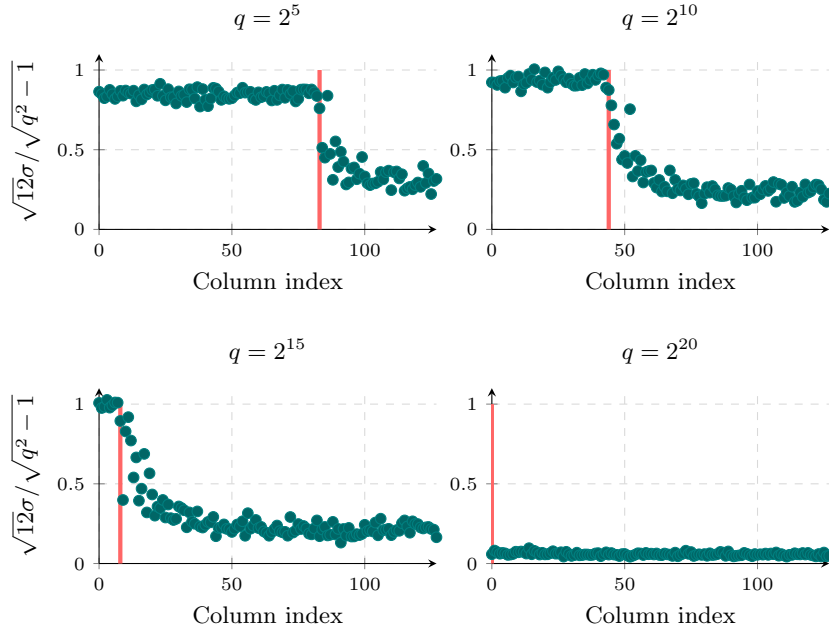 q = 2^5
q = 2^10
√12σ/√q² − 1
1
0.5
0
0
50
100
Column index
1
0.5
0
0
50
100
Column index
q = 2^15
q = 2^20
√12σ/√q² − 1
1
0.5
0
0
50
100
Column index
1
0.5
0
0
50
100
Column index